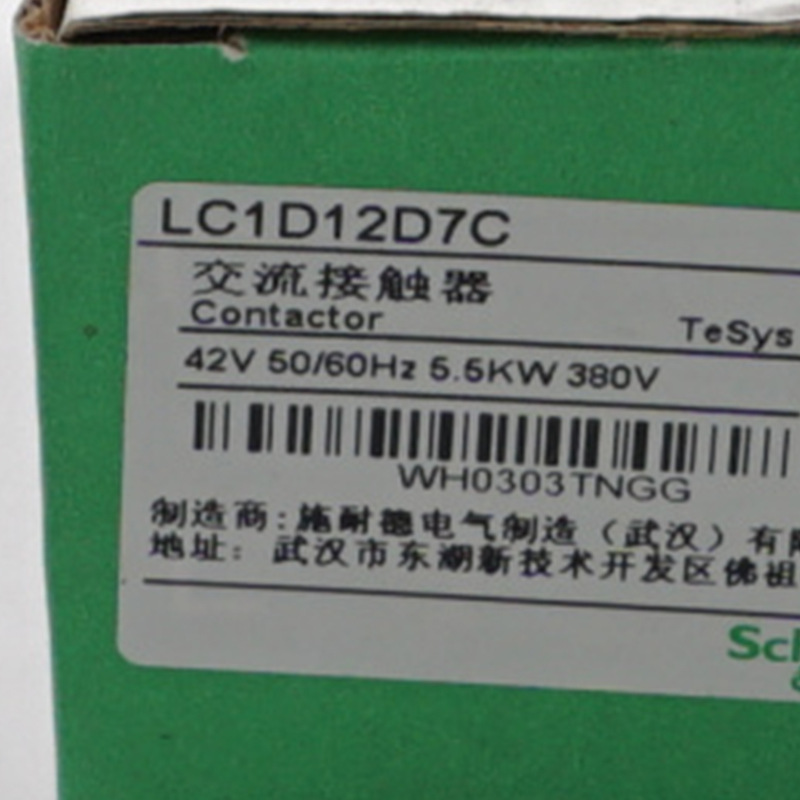 LC1D12D7C
交流接触器
Contactor TeSys
42V 50/60Hz 5.5KW 380V
WH0303TNGG
制造商:施耐德电气制造（武汉）有限
地址: 武汉市东湖新技术开发区佛祖
Sch